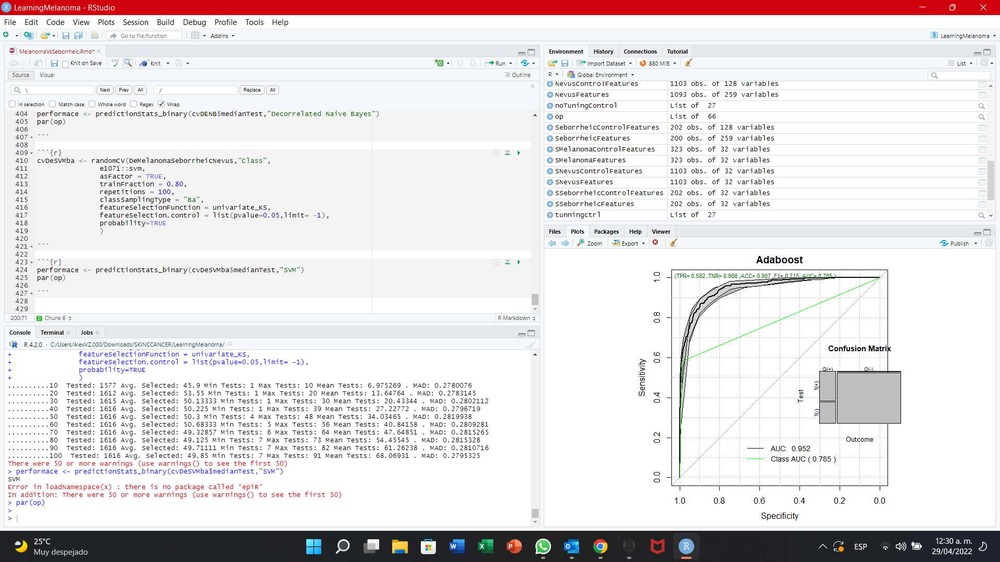 LearningMelanoma - RStudio
File Edit Code View Plots Session Build Debug Profile Tools Help
Go to file/function Addins LearningMelanoma
MelanomaVsSeborrheic.Rmd*
Knit on Save ABC Knit Run
Source Visual Outline
\ Next Prev All / Replace All
In selection Match case Whole word Regex Wrap
404 performace <- predictionStats_binary(cvDENB$medianTest,"Decorrelated Naive Bayes")
405 par(op)
406
407 ```
408
409 ```{r}
410 cvDeSVMba <- randomCV(DeMelanomaSeborrheicNevus,"Class",
411 e1071::svm,
412 asFactor = TRUE,
413 trainFraction = 0.80,
414 repetitions = 100,
415 classSamplingType = "Ba",
416 featureSelectionFunction = univariate_KS,
417 featureSelection.control = list(pvalue=0.05,limit= -1),
418 probability=TRUE
419 )
420
421 ```
422
423 ```{r}
424 performace <- predictionStats_binary(cvDeSVMba$medianTest,"SVM")
425 par(op)
426
427 ```
428
429
200:71 Chunk 6 R Markdown
Console Terminal Jobs
R 4.2.0 · C:/Users/AlexVZ.000/Downloads/SKINCCANCER/LearningMelanoma/
+ featureSelectionFunction = univariate_KS,
+ featureSelection.control = list(pvalue=0.05,limit= -1),
+ probability=TRUE
+ )
..........10 Tested: 1577 Avg. Selected: 45.9 Min Tests: 1 Max Tests: 10 Mean Tests: 6.975269 . MAD: 0.2780076
..........20 Tested: 1612 Avg. Selected: 53.55 Min Tests: 1 Max Tests: 20 Mean Tests: 13.64764 . MAD: 0.2783145
..........30 Tested: 1615 Avg. Selected: 50.13333 Min Tests: 1 Max Tests: 30 Mean Tests: 20.43344 . MAD: 0.2802112
..........40 Tested: 1616 Avg. Selected: 50.225 Min Tests: 1 Max Tests: 39 Mean Tests: 27.22772 . MAD: 0.2796719
..........50 Tested: 1616 Avg. Selected: 50.3 Min Tests: 4 Max Tests: 48 Mean Tests: 34.03465 . MAD: 0.2819938
..........60 Tested: 1616 Avg. Selected: 50.68333 Min Tests: 5 Max Tests: 56 Mean Tests: 40.84158 . MAD: 0.2809281
..........70 Tested: 1616 Avg. Selected: 49.32857 Min Tests: 6 Max Tests: 64 Mean Tests: 47.64851 . MAD: 0.2815265
..........80 Tested: 1616 Avg. Selected: 49.125 Min Tests: 7 Max Tests: 73 Mean Tests: 54.45545 . MAD: 0.2815328
..........90 Tested: 1616 Avg. Selected: 49.71111 Min Tests: 7 Max Tests: 82 Mean Tests: 61.26238 . MAD: 0.2810716
..........100 Tested: 1616 Avg. Selected: 49.85 Min Tests: 7 Max Tests: 91 Mean Tests: 68.06931 . MAD: 0.2795325
There were 50 or more warnings (use warnings() to see the first 50)
> performace <- predictionStats_binary(cvDeSVMba$medianTest,"SVM")
SVM
Error in loadNamespace(x) : there is no package called ‘epiR’
In addition: There were 50 or more warnings (use warnings() to see the first 50)
> par(op)
>
>
Environment History Connections Tutorial
Import Dataset 880 MiB List
R Global Environment
NevusControlFeatures 1103 obs. of 128 variables
NevusFeatures 1093 obs. of 259 variables
noTuningControl List of 27
op List of 66
SeborrheicControlFeatures 202 obs. of 128 variables
SeborrheicFeatures 200 obs. of 259 variables
SMelanomaControlFeatures 323 obs. of 32 variables
SMelanomaFeatures 323 obs. of 32 variables
SNevusControlFeatures 1103 obs. of 32 variables
SNevusFeatures 1103 obs. of 32 variables
SSeborrheicControlFeatures 202 obs. of 32 variables
SSeborrheicFeatures 202 obs. of 32 variables
tunningctrl List of 27
Files Plots Packages Help Viewer
Zoom Export Publish
Adaboost
(TPR= 0.582 ,TNR= 0.988 ,ACC= 0.907 ,F1= 0.715 ,AUC= 0.785 )
1.0
0.8
0.6
0.4
0.2
0.0
Sensitivity
Confusion Matrix
O(+) O(-)
T(+)
T(-)
Test
Outcome
AUC: 0.952
Class AUC ( 0.785 )
1.0 0.8 0.6 0.4 0.2 0.0
Specificity
25°C
Muy despejado
ESP
12:30 a. m.
29/04/2022